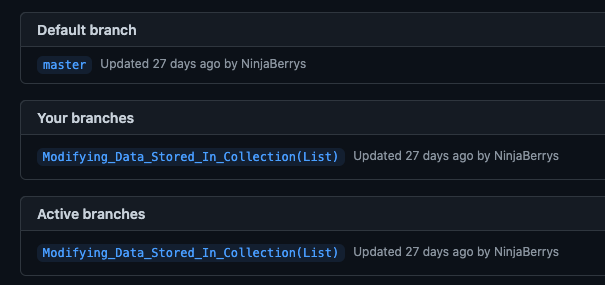 Default branch
master Updated 27 days ago by NinjaBerrys
Your branches
Modifying_Data_Stored_In_Collection(List) Updated 27 days ago by NinjaBerrys
Active branches
Modifying_Data_Stored_In_Collection(List) Updated 27 days ago by NinjaBerrys